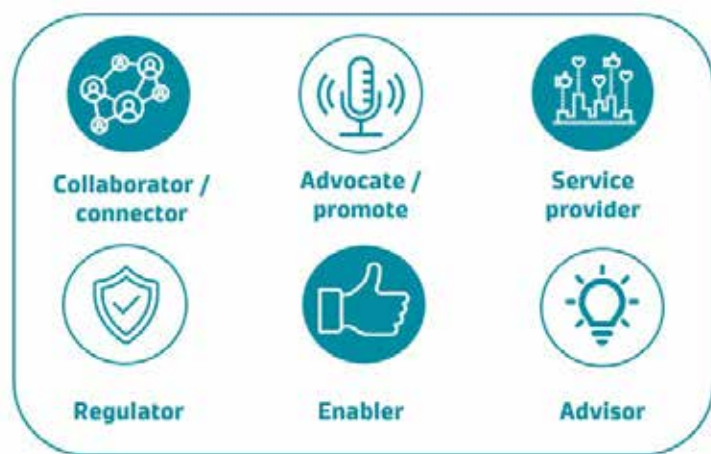 Collaborator /
connector
Advocate /
promote
Service
provider
Regulator
Enabler
Advisor